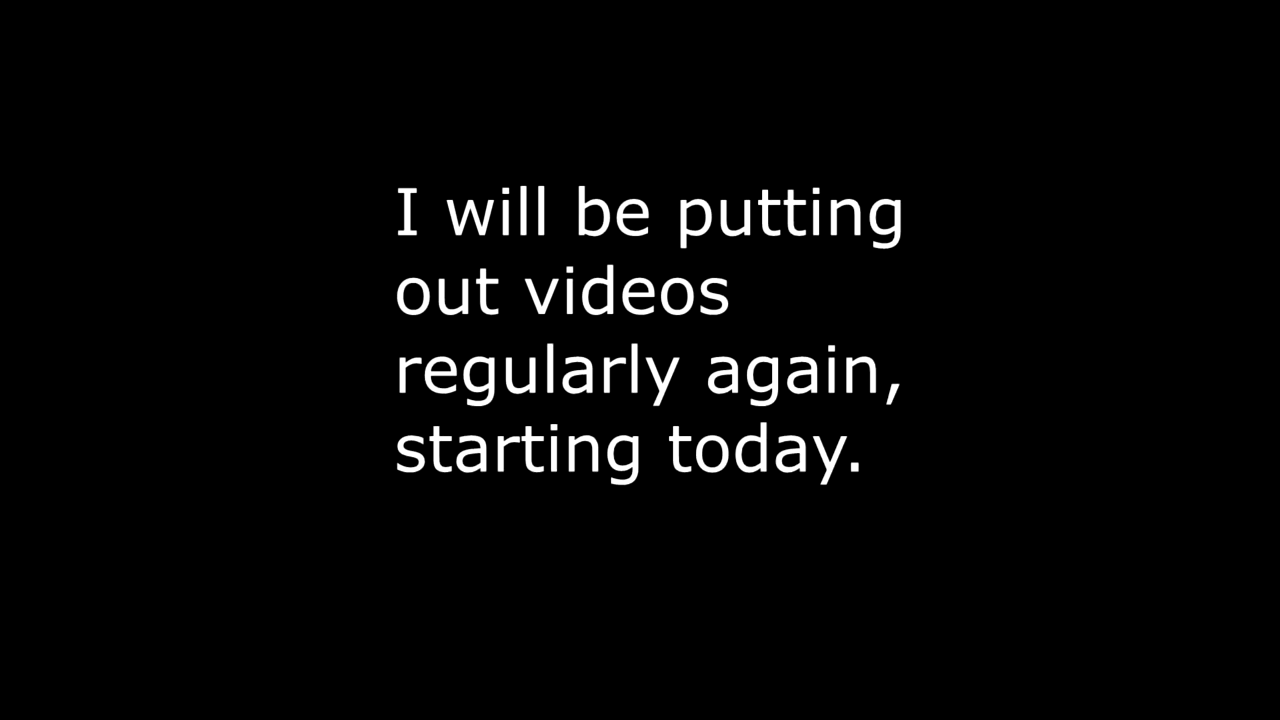 I will be putting
out videos
regularly again,
starting today.